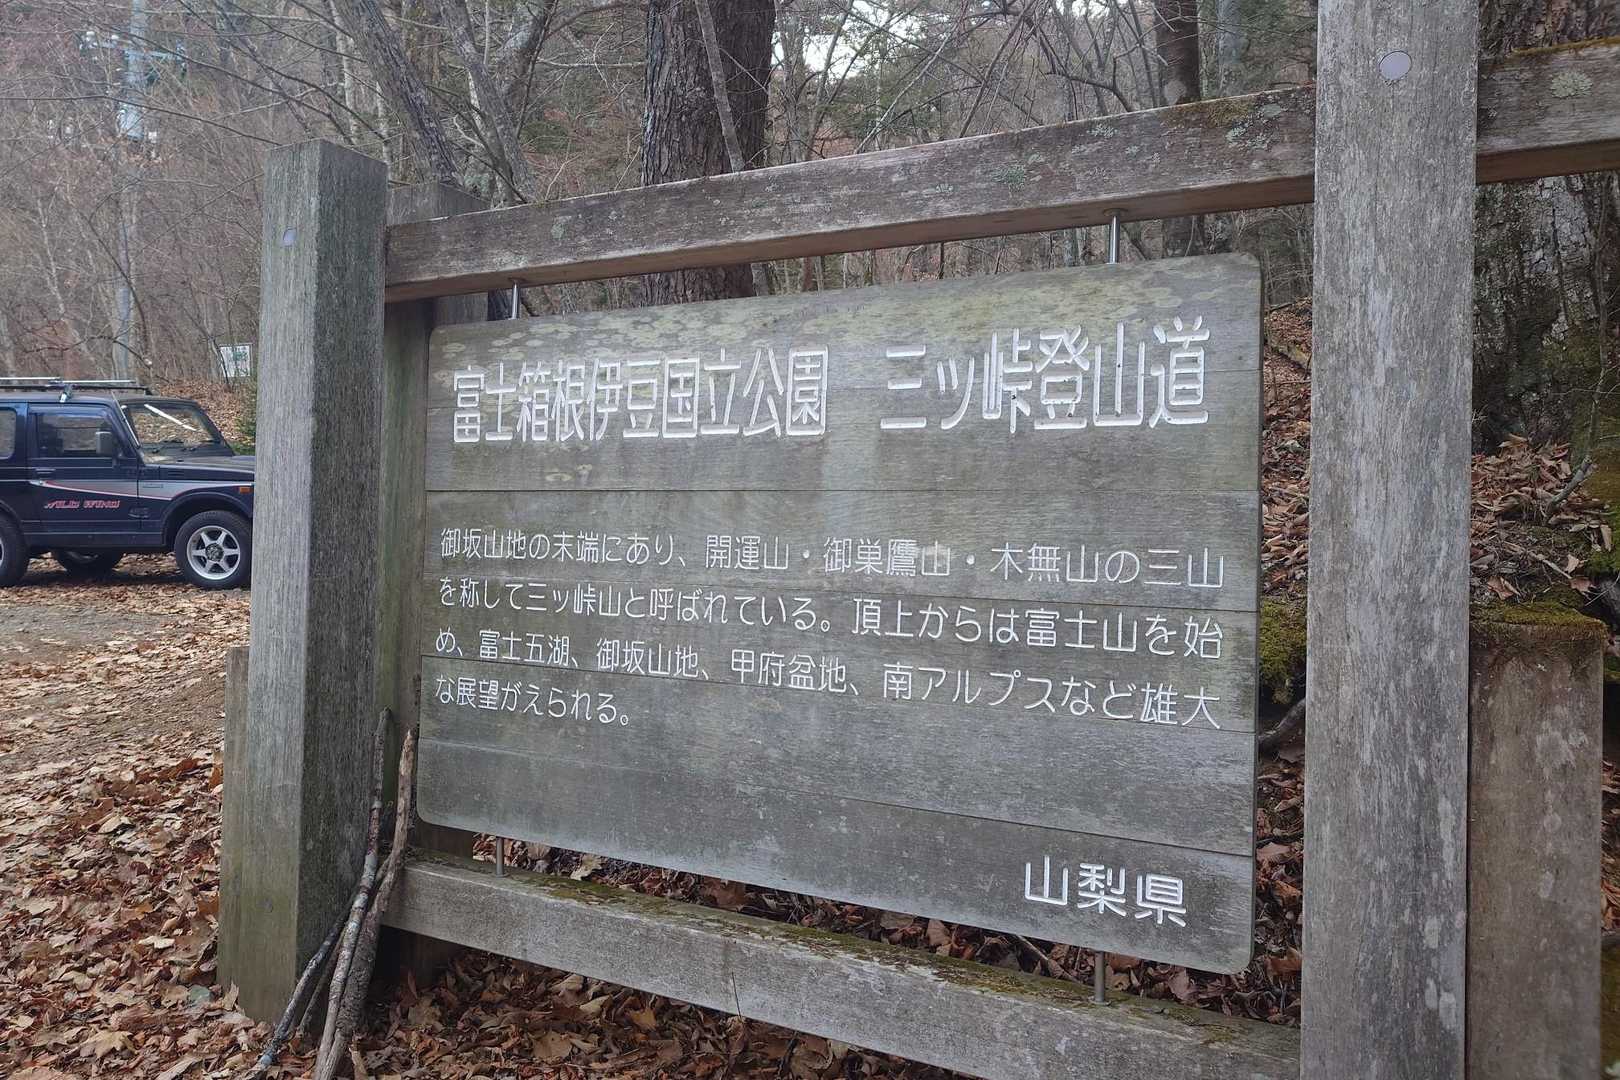 富士箱根伊豆国立公園　三ッ峠登山道
御坂山地の末端にあり、開運山・御巣鷹山・木無山の三山
を称して三ッ峠山と呼ばれている。頂上からは富士山を始
め、富士五湖、御坂山地、甲府盆地、南アルプスなど雄大
な展望がえられる。
山梨県
WILD WIND